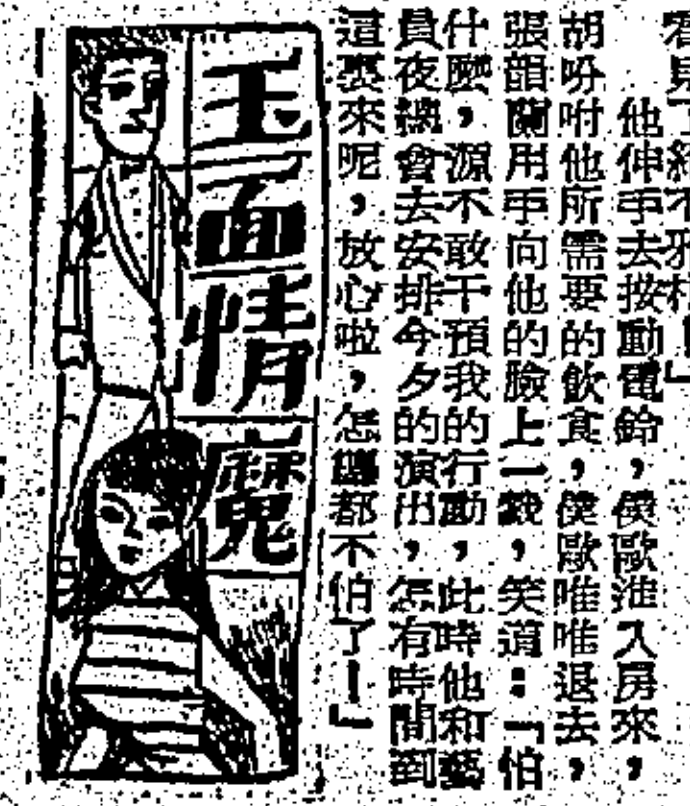 他伸手去按動電鈴，僕歐進入房來，
胡吩咐他所需要的飲食，僕歐唯唯退去，
張韻蘭用手向他的臉上一戳，笑道：「怕
什麼，源不敢干預我的行動，此時他和藝
員夜總會去安排今夕的演出，怎有時間到
這裏來呢，放心啦，怎樣都不怕了！」
玉面情魔